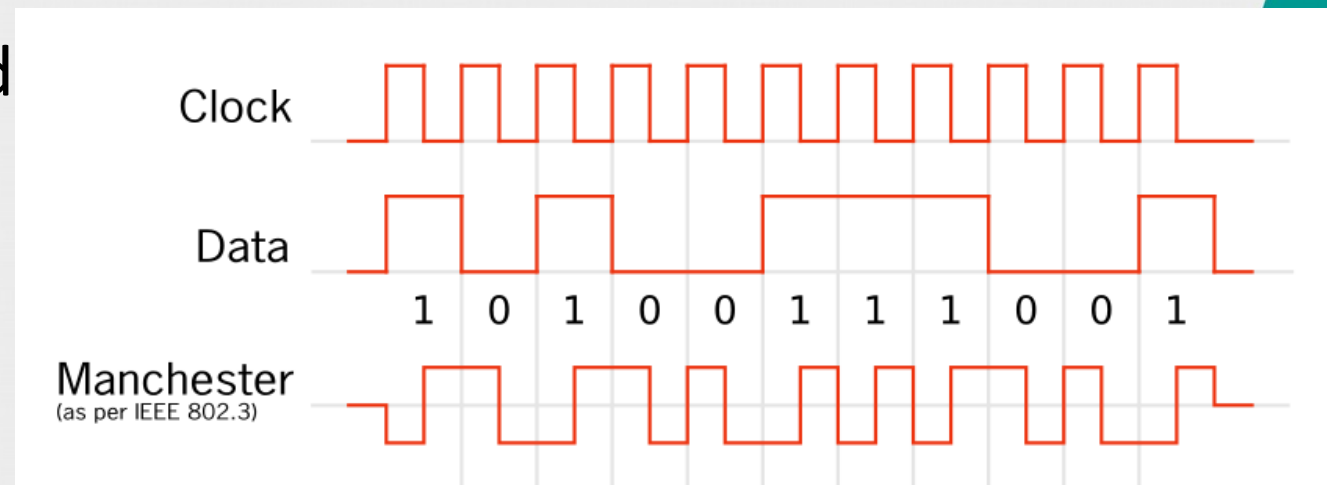 d
Clock
Data
1 0 1 0 0 1 1 1 0 0 1
Manchester
(as per IEEE 802.3)